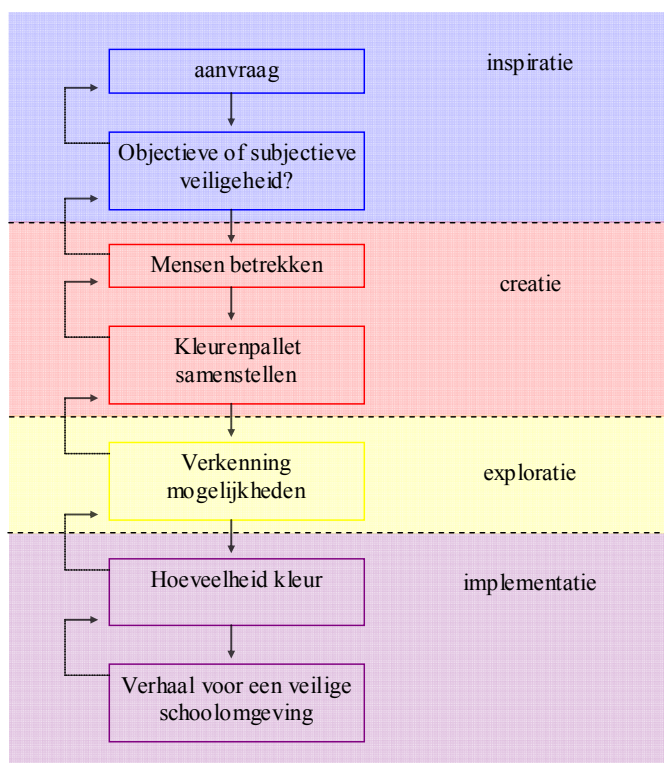 aanvraag
inspiratie
Objectieve of subjectieve
veiligeheid?
Mensen betrekken
creatie
Kleurenpallet
samenstellen
Verkenning
mogelijkheden
exploratie
Hoeveelheid kleur
implementatie
Verhaal voor een veilige
schoolomgeving